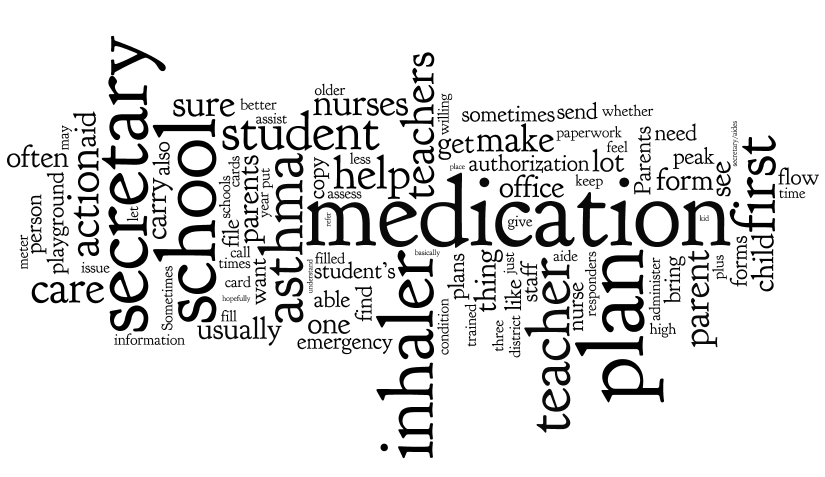 often
meter
person
playground
may
action
aid
issue
care
secretary
let
carry
also
Sometimes
information
school
sure
better
assist
student
file
schools
cards
parents
year
put
call
times
card
hopefully
fill
usually
want
asthma
older
nurses
copy
less
help
assess
refer
medication
understand
filled
student's
able
find
one
emergency
teachers
willing
get
make
sometimes
send
whether
paperwork
feel
place
authorization
lot
office
keep
give
kid
basically
inhaler
condition
plans
trained
thing
three
just
like
district
staff
aide
teacher
nurse
responders
plan
administer
high
bring
parent
plus
forms
child
first
Parents
need
peak
form
see
secretary/aides
flow
time